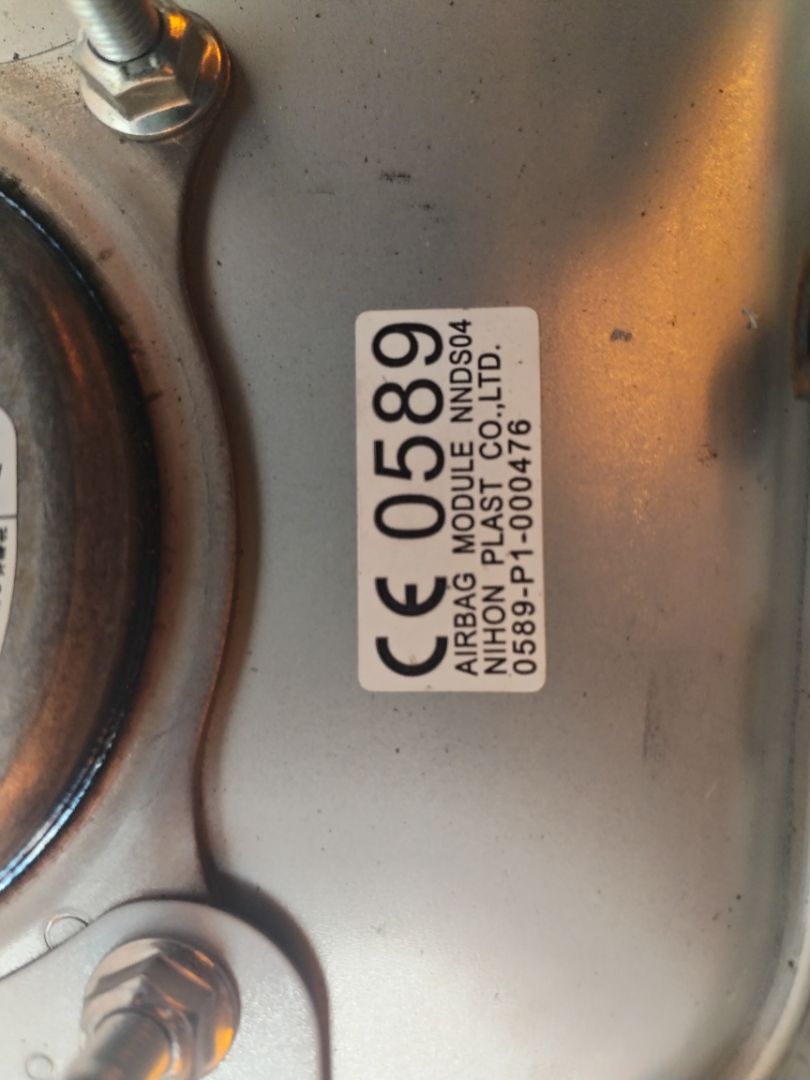 CE 0589
AIRBAG MODULE NNDS04
NIHON PLAST CO.,LTD.
0589-P1-000476